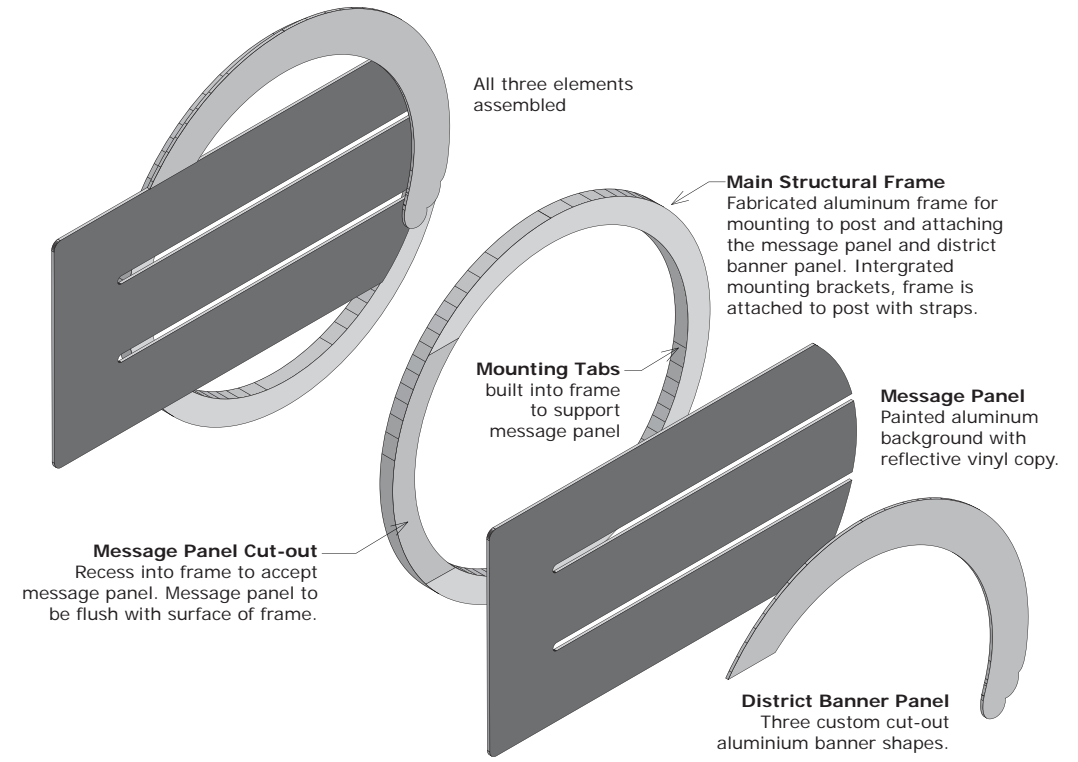 All three elements
assembled
Main Structural Frame
Fabricated aluminum frame for
mounting to post and attaching
the message panel and district
banner panel. Intergrated
mounting brackets, frame is
attached to post with straps.
Mounting Tabs
built into frame
to support
message panel
Message Panel
Painted aluminum
background with
reflective vinyl copy.
Message Panel Cut-out
Recess into frame to accept
message panel. Message panel to
be flush with surface of frame.
District Banner Panel
Three custom cut-out
aluminium banner shapes.